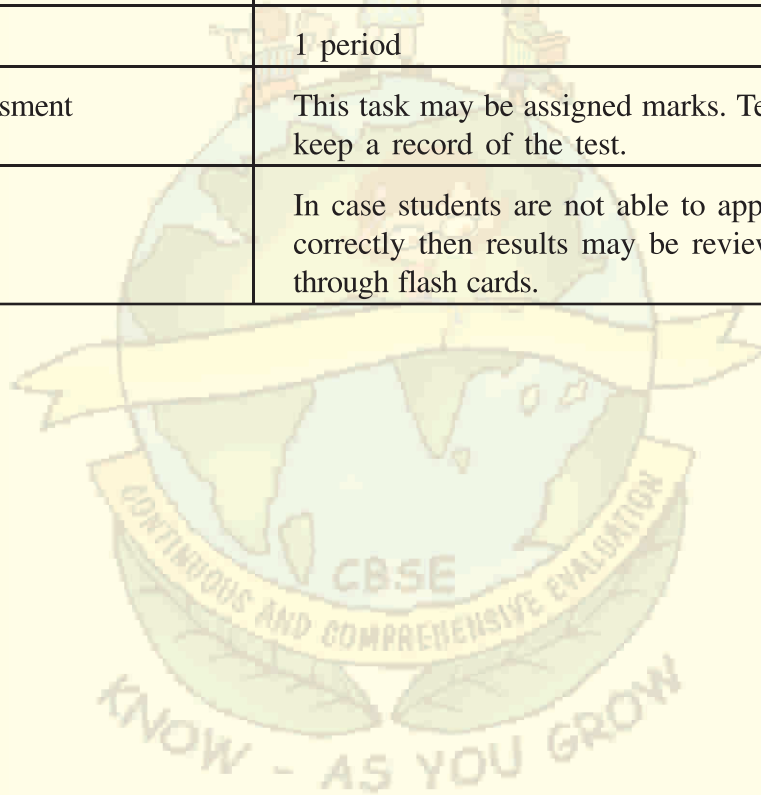 1 period
sment
This task may be assigned marks. Te
keep a record of the test.
In case students are not able to app
correctly then results may be review
through flash cards.
CBSE
CONTINUOUS AND COMPREHENSIVE EVALUATION
KNOW - AS YOU GROW